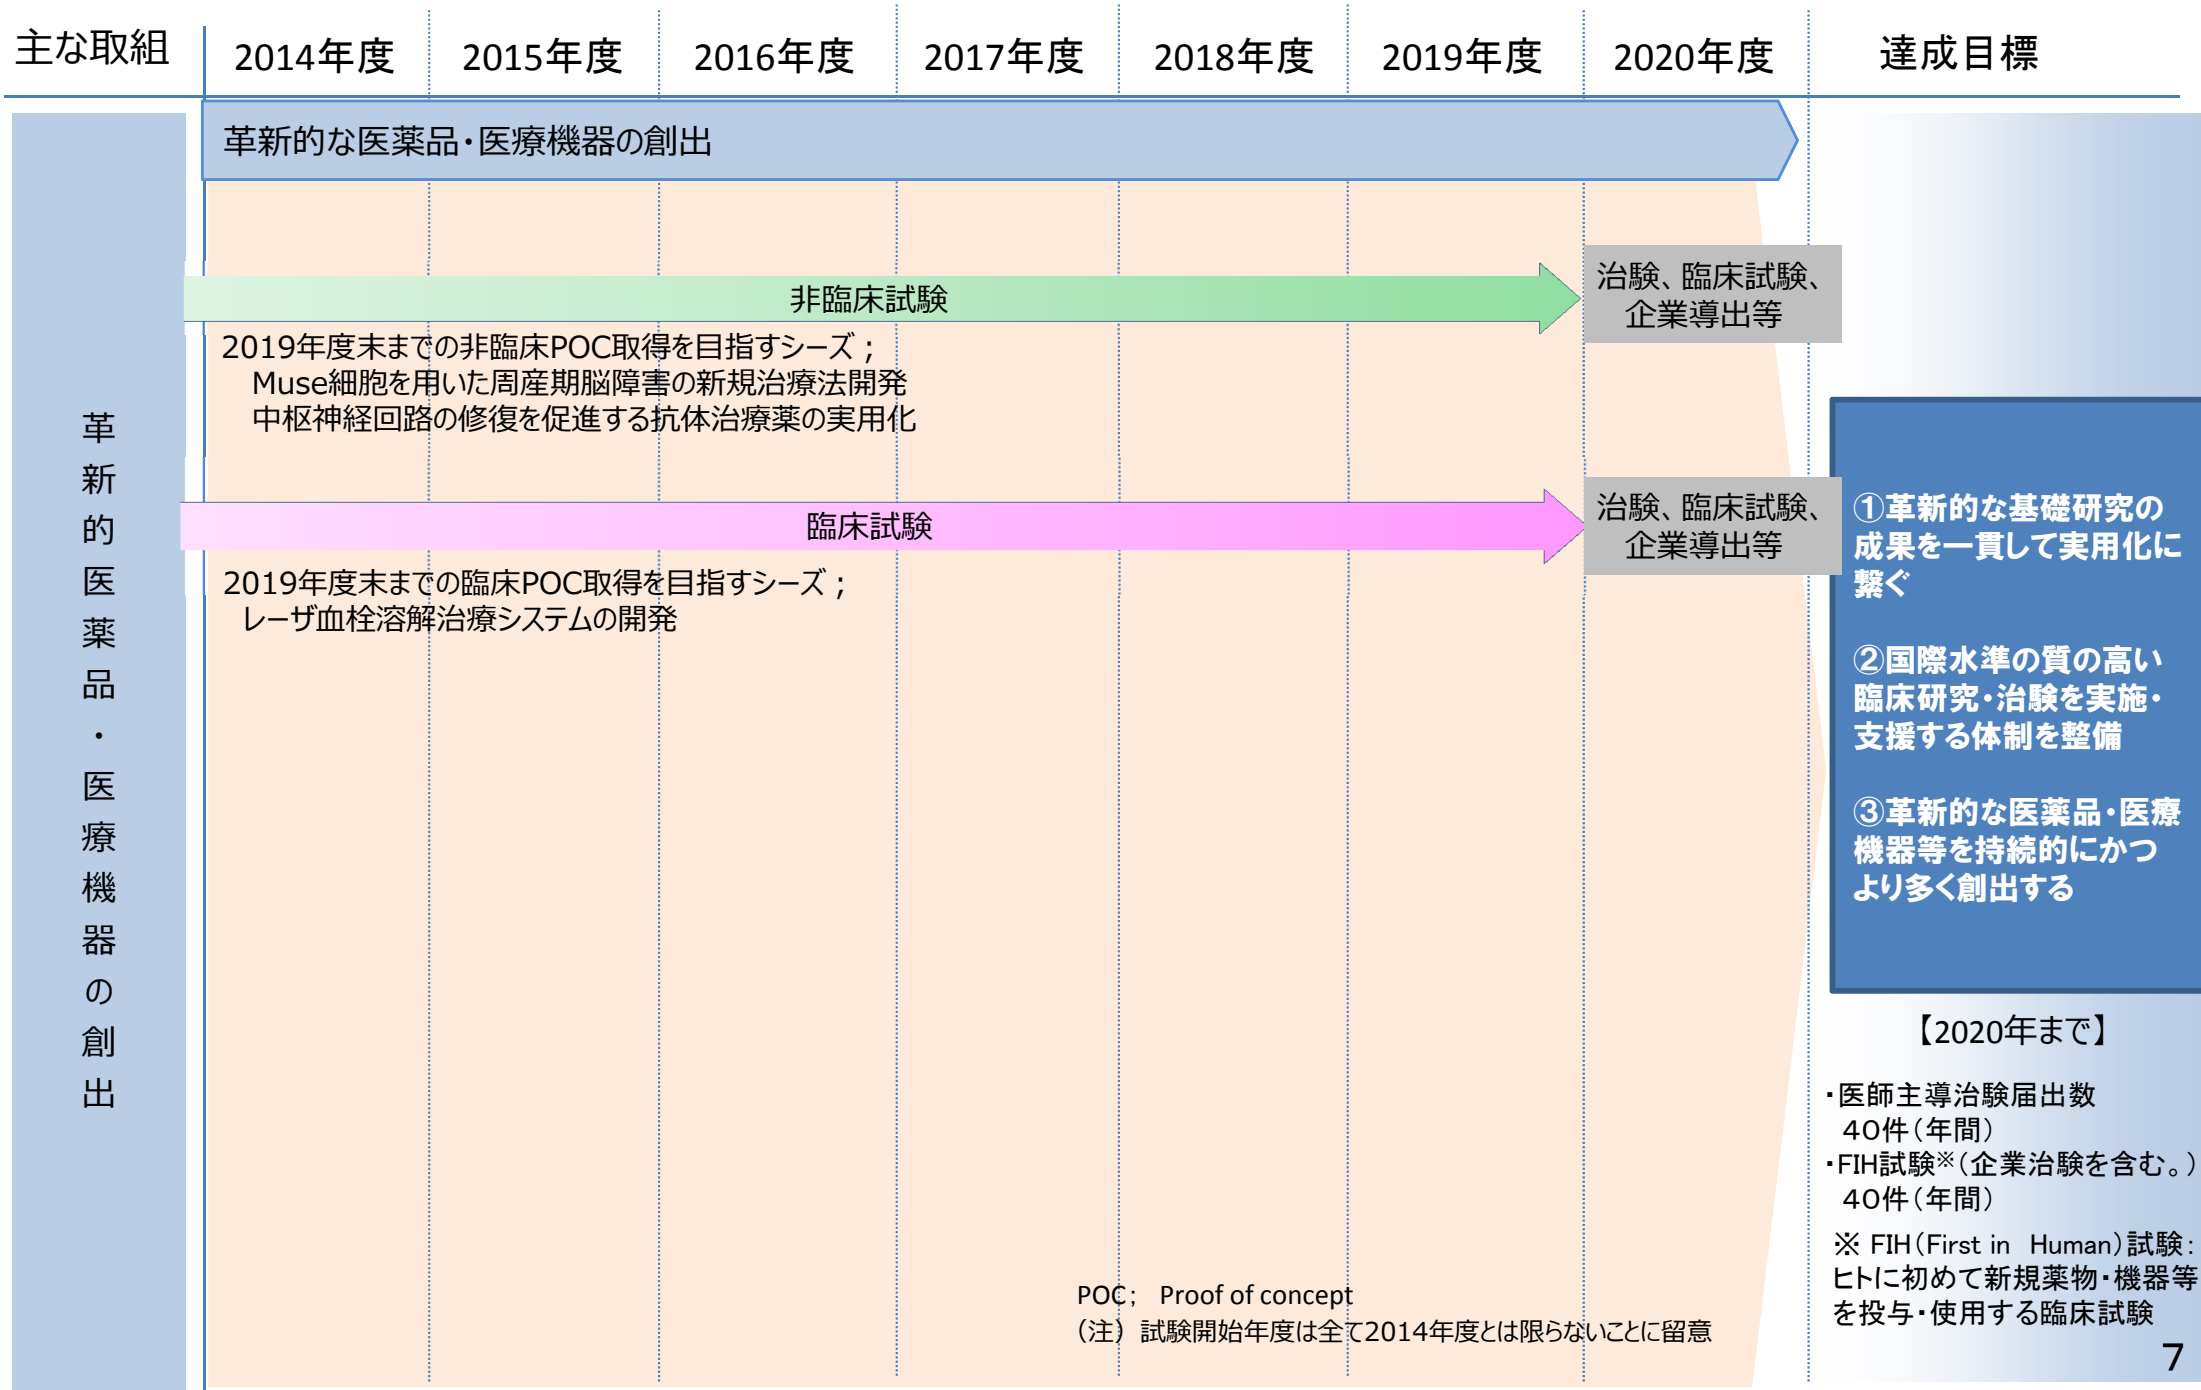 主な取組
2014年度
2015年度
2016年度
2017年度
2018年度
2019年度
2020年度
達成目標
革新的な医薬品・医療機器の創出
革新的な医薬品・医療機器の創出
非臨床試験
治験、臨床試験、
企業導出等
2019年度末までの非臨床POC取得を目指すシーズ；
Muse細胞を用いた周産期脳障害の新規治療法開発
中枢神経回路の修復を促進する抗体治療薬の実用化
臨床試験
治験、臨床試験、
企業導出等
2019年度末までの臨床POC取得を目指すシーズ；
レーザ血栓溶解治療システムの開発
①革新的な基礎研究の
成果を一貫して実用化に
繋ぐ
②国際水準の質の高い
臨床研究・治験を実施・
支援する体制を整備
③革新的な医薬品・医療
機器等を持続的にかつ
より多く創出する
【2020年まで】
・医師主導治験届出数
４０件（年間）
・FIH試験※（企業治験を含む。）
４０件（年間）
※ FIH（First in　Human）試験：
ヒトに初めて新規薬物・機器等
を投与・使用する臨床試験
POC；　Proof of concept
（注）　試験開始年度は全て2014年度とは限らないことに留意
7